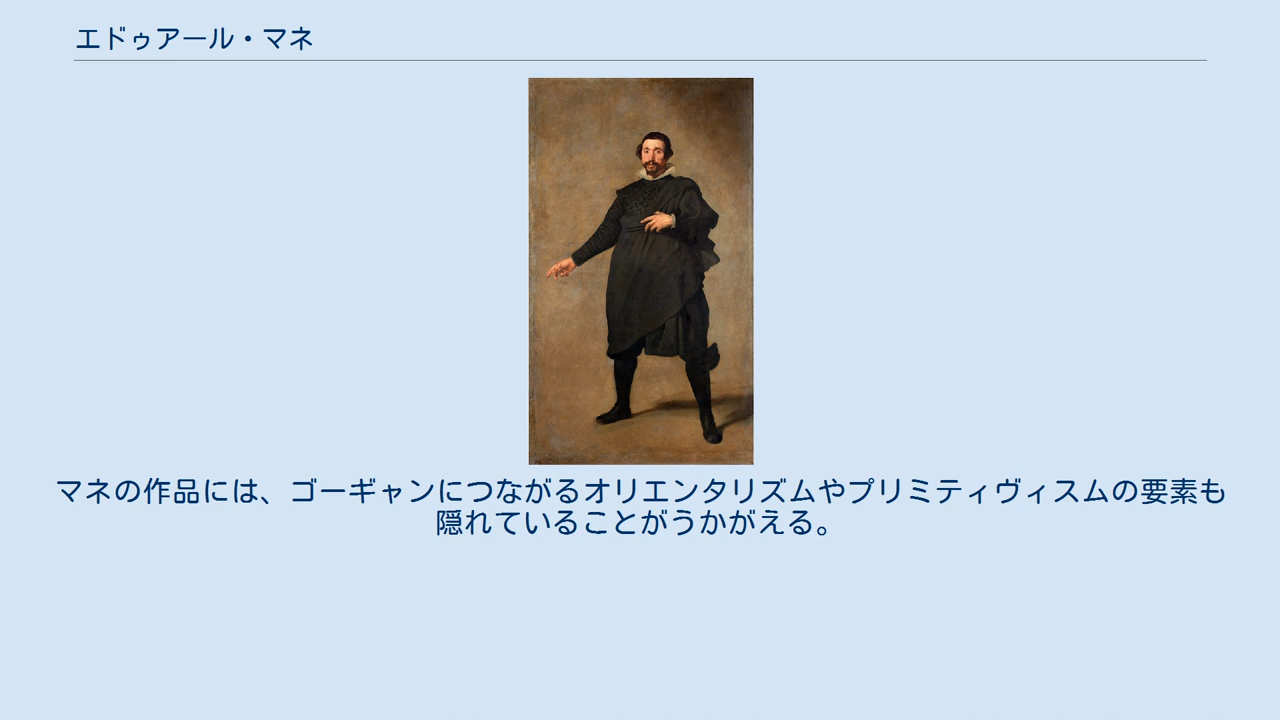 エドゥアール・マネ
マネの作品には、ゴーギャンにつながるオリエンタリズムやプリミティヴィスムの要素も
隠れていることがうかがえる。